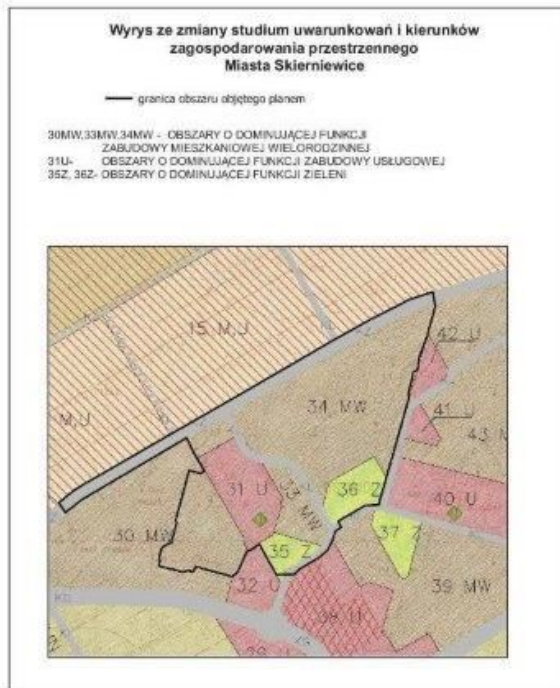 Wyrys ze zmiany studium uwarunkowań i kierunków
zagospodarowania przestrzennego
Miasta Skierniewice
granica obszaru objętego planem
30MW,33MW,34MW - OBSZARY O DOMINUJĄCEJ FUNKCJI
ZABUDOWY MIESZKANIOWEJ WIELORODZINNEJ
31U- OBSZARY O DOMINUJĄCEJ FUNKCJI ZABUDOWY USŁUGOWEJ
35Z, 36Z- OBSZARY O DOMINUJĄCEJ FUNKCJI ZIELENI
15 M,U
42 U
M,U
34 MW
41 U
43 M
31 U
33 MW
36 Z
40 U
30 MW
37 Z
35 Z
32 U
39 MW
38 U